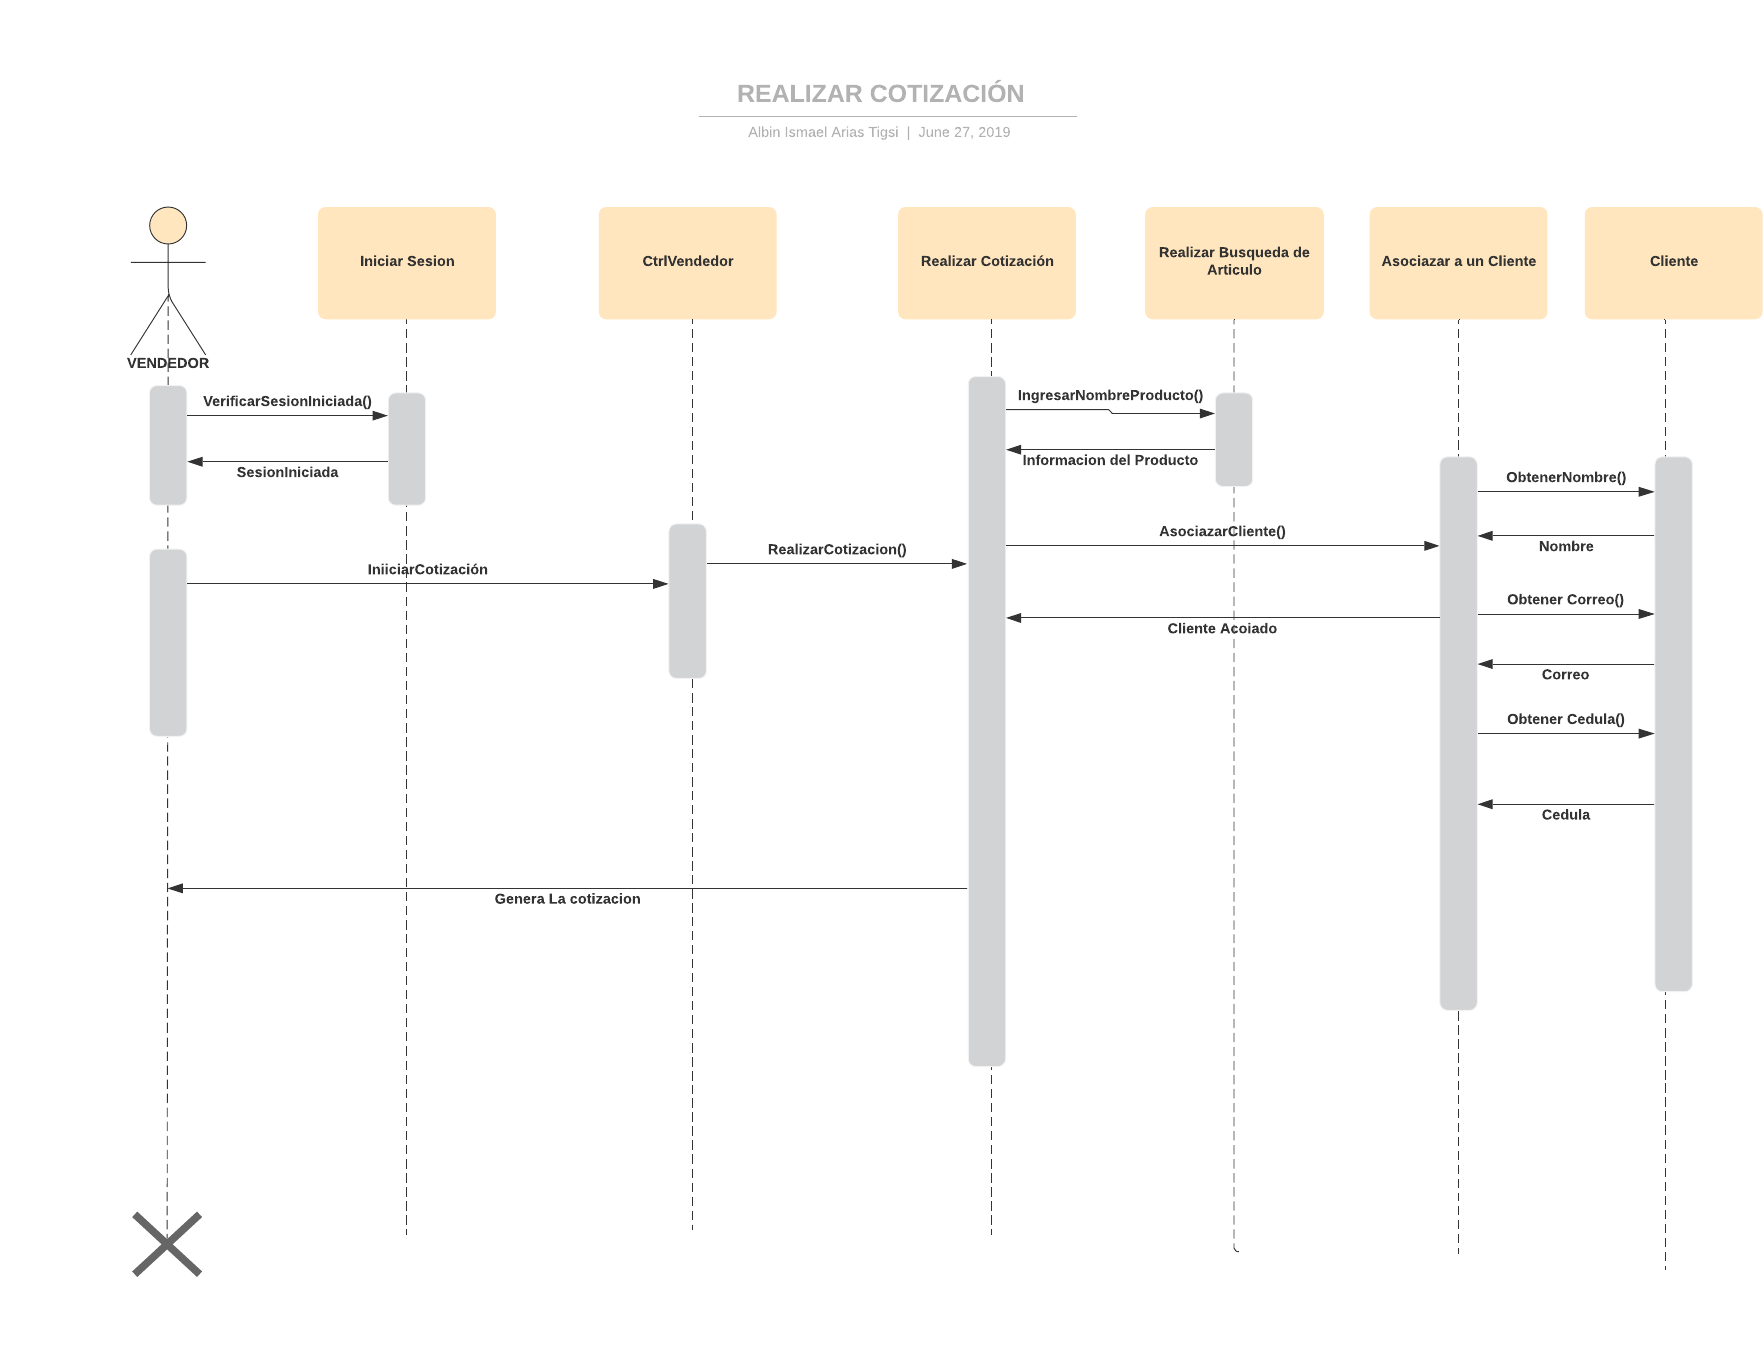 REALIZAR COTIZACIÓN
Albin Ismael Arias Tigsi | June 27, 2019
Iniciar Sesion
CtrlVendedor
Realizar Cotización
Realizar Busqueda de
Articulo
Asociazar a un Cliente
Cliente
VENDEDOR
VerificarSesionIniciada()
IngresarNombreProducto()
Informacion del Producto
SesionIniciada
ObtenerNombre()
AsociazarCliente()
Nombre
RealizarCotizacion()
IniiciarCotización
Obtener Correo()
Cliente Acoiado
Correo
Obtener Cedula()
Cedula
Genera La cotizacion